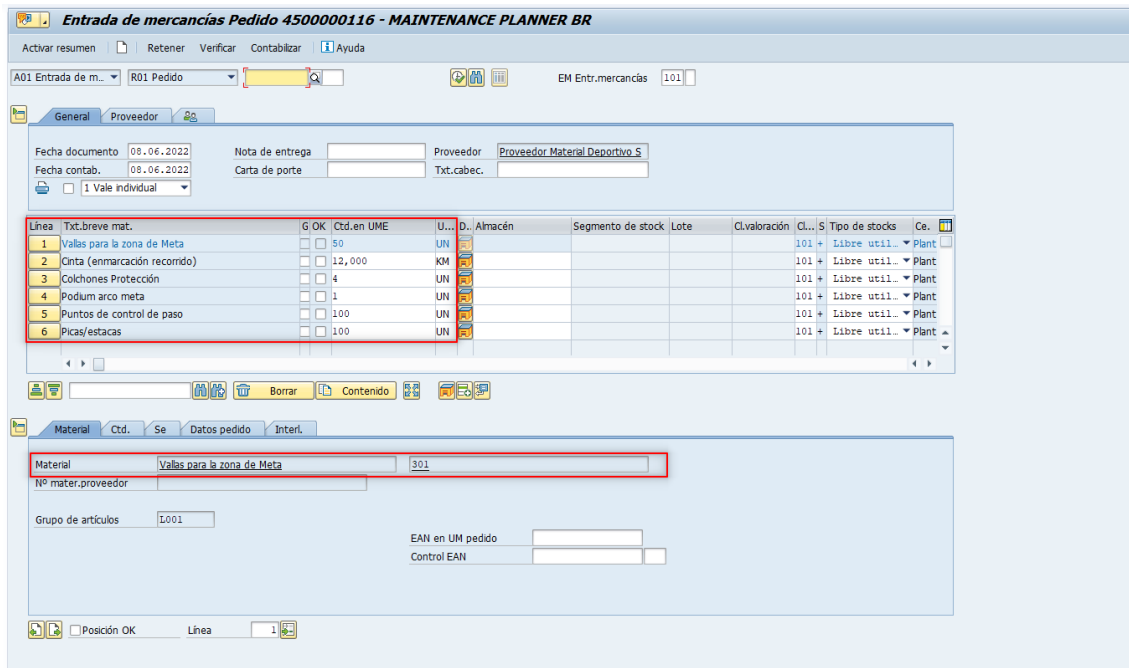 Entrada de mercancías Pedido 4500000116 - MAINTENANCE PLANNER BR
Activar resumen Retener Verificar Contabilizar Ayuda
A01 Entrada de m... R01 Pedido EM Entr.mercancías 101
General Proveedor
Fecha documento 08.06.2022 Nota de entrega Proveedor Proveedor Material Deportivo S
Fecha contab. 08.06.2022 Carta de porte Txt.cabec.
1 Vale individual
Línea Txt.breve mat. G OK Ctd.en UME U... D.. Almacén Segmento de stock Lote Cl.valoración Cl... S Tipo de stocks Ce.
1 Vallas para la zona de Meta 50 UN 101 + Libre util... Plant
2 Cinta (enmarcación recorrido) 12,000 KM 101 + Libre util... Plant
3 Colchones Protección 4 UN 101 + Libre util... Plant
4 Podium arco meta 1 UN 101 + Libre util... Plant
5 Puntos de control de paso 100 UN 101 + Libre util... Plant
6 Picas/estacas 100 UN 101 + Libre util... Plant
Borrar Contenido
Material Ctd. Se Datos pedido Interl.
Material Vallas para la zona de Meta 301
Nº mater.proveedor
Grupo de artículos L001
EAN en UM pedido
Control EAN
Posición OK Línea 1